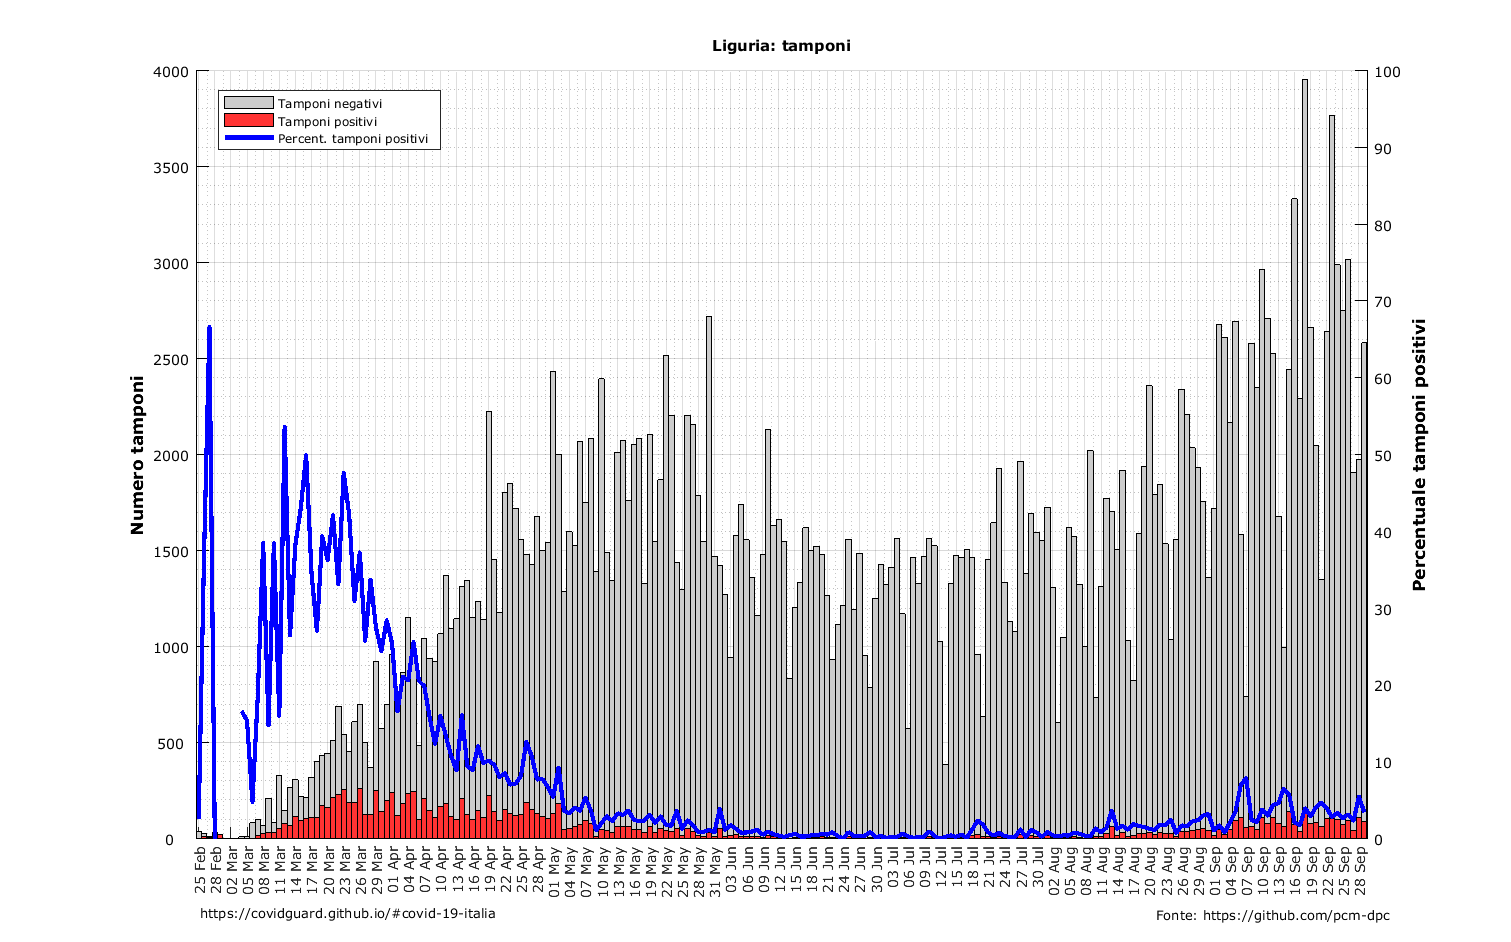 Liguria: tamponi
Tamponi negativi
Tamponi positivi
Percent. tamponi positivi
Numero tamponi
4000
3500
3000
2500
2000
1500
1000
500
0
Percentuale tamponi positivi
100
90
80
70
60
50
40
30
20
10
0
25 Feb
28 Feb
02 Mar
05 Mar
08 Mar
11 Mar
14 Mar
17 Mar
20 Mar
23 Mar
26 Mar
29 Mar
01 Apr
04 Apr
07 Apr
10 Apr
13 Apr
16 Apr
19 Apr
22 Apr
25 Apr
28 Apr
01 May
04 May
07 May
10 May
13 May
16 May
19 May
22 May
25 May
28 May
31 May
03 Jun
06 Jun
09 Jun
12 Jun
15 Jun
18 Jun
21 Jun
24 Jun
27 Jun
30 Jun
03 Jul
06 Jul
09 Jul
12 Jul
15 Jul
18 Jul
21 Jul
24 Jul
27 Jul
30 Jul
02 Aug
05 Aug
08 Aug
11 Aug
14 Aug
17 Aug
20 Aug
23 Aug
26 Aug
29 Aug
01 Sep
04 Sep
07 Sep
10 Sep
13 Sep
16 Sep
19 Sep
22 Sep
25 Sep
28 Sep
https://covidguard.github.io/#covid-19-italia
Fonte: https://github.com/pcm-dpc